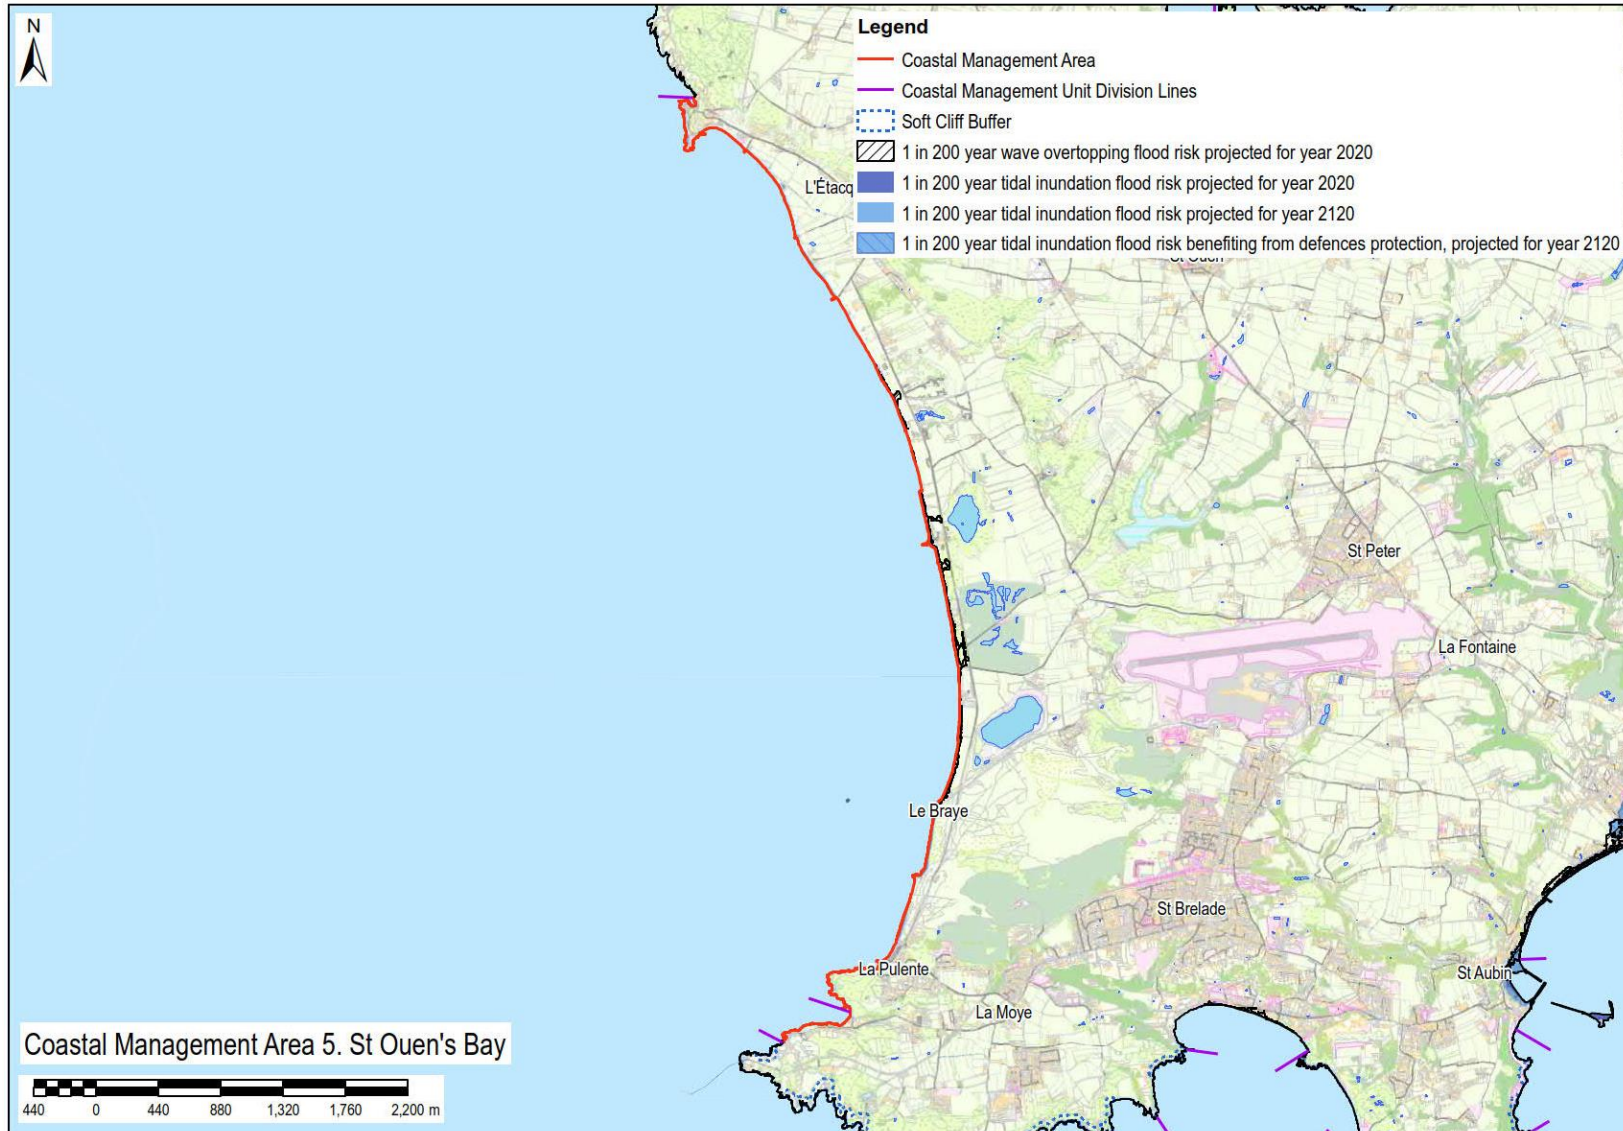 N
Legend
Coastal Management Area
Coastal Management Unit Division Lines
Soft Cliff Buffer
1 in 200 year wave overtopping flood risk projected for year 2020
1 in 200 year tidal inundation flood risk projected for year 2020
1 in 200 year tidal inundation flood risk projected for year 2120
1 in 200 year tidal inundation flood risk benefiting from defences protection, projected for year 2120
L'Étacq
St Ouen
St Peter
La Fontaine
Le Braye
St Brelade
La Pulente
St Aubin
La Moye
Coastal Management Area 5. St Ouen's Bay
440 0 440 880 1,320 1,760 2,200 m